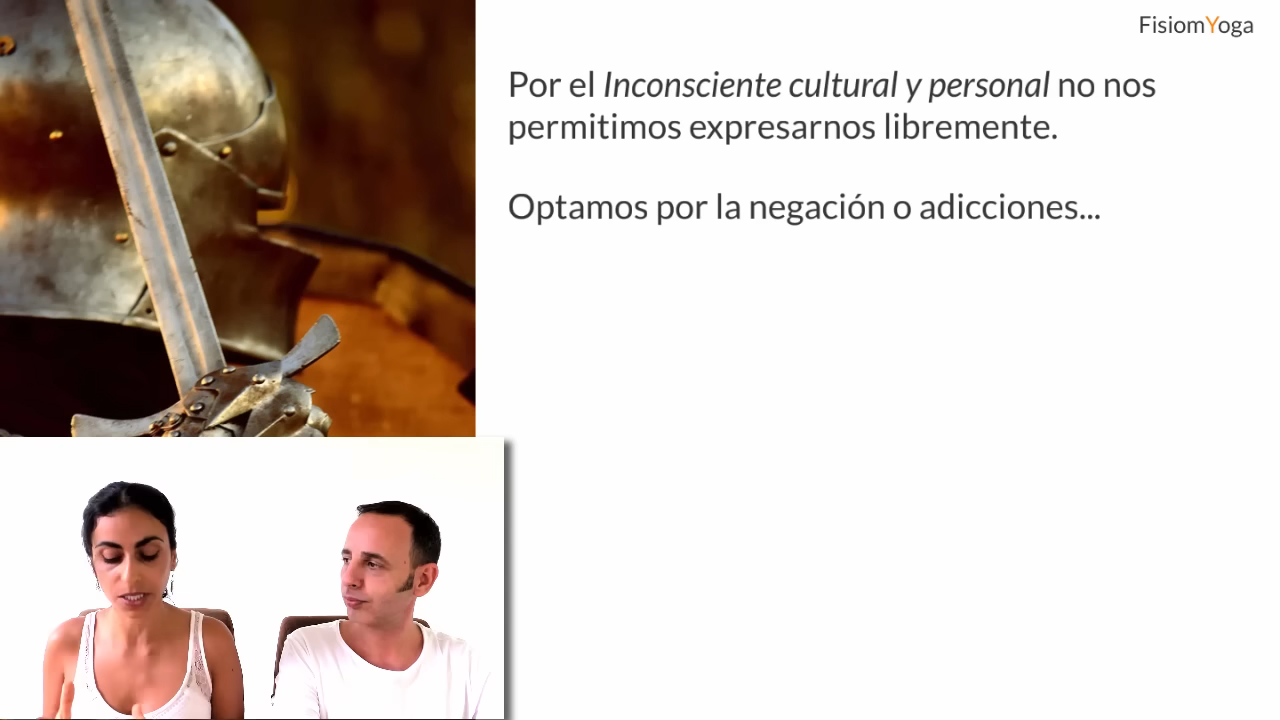 FisiomYoga
Por el Inconsciente cultural y personal no nos
permitimos expresarnos libremente.
Optamos por la negación o adicciones...